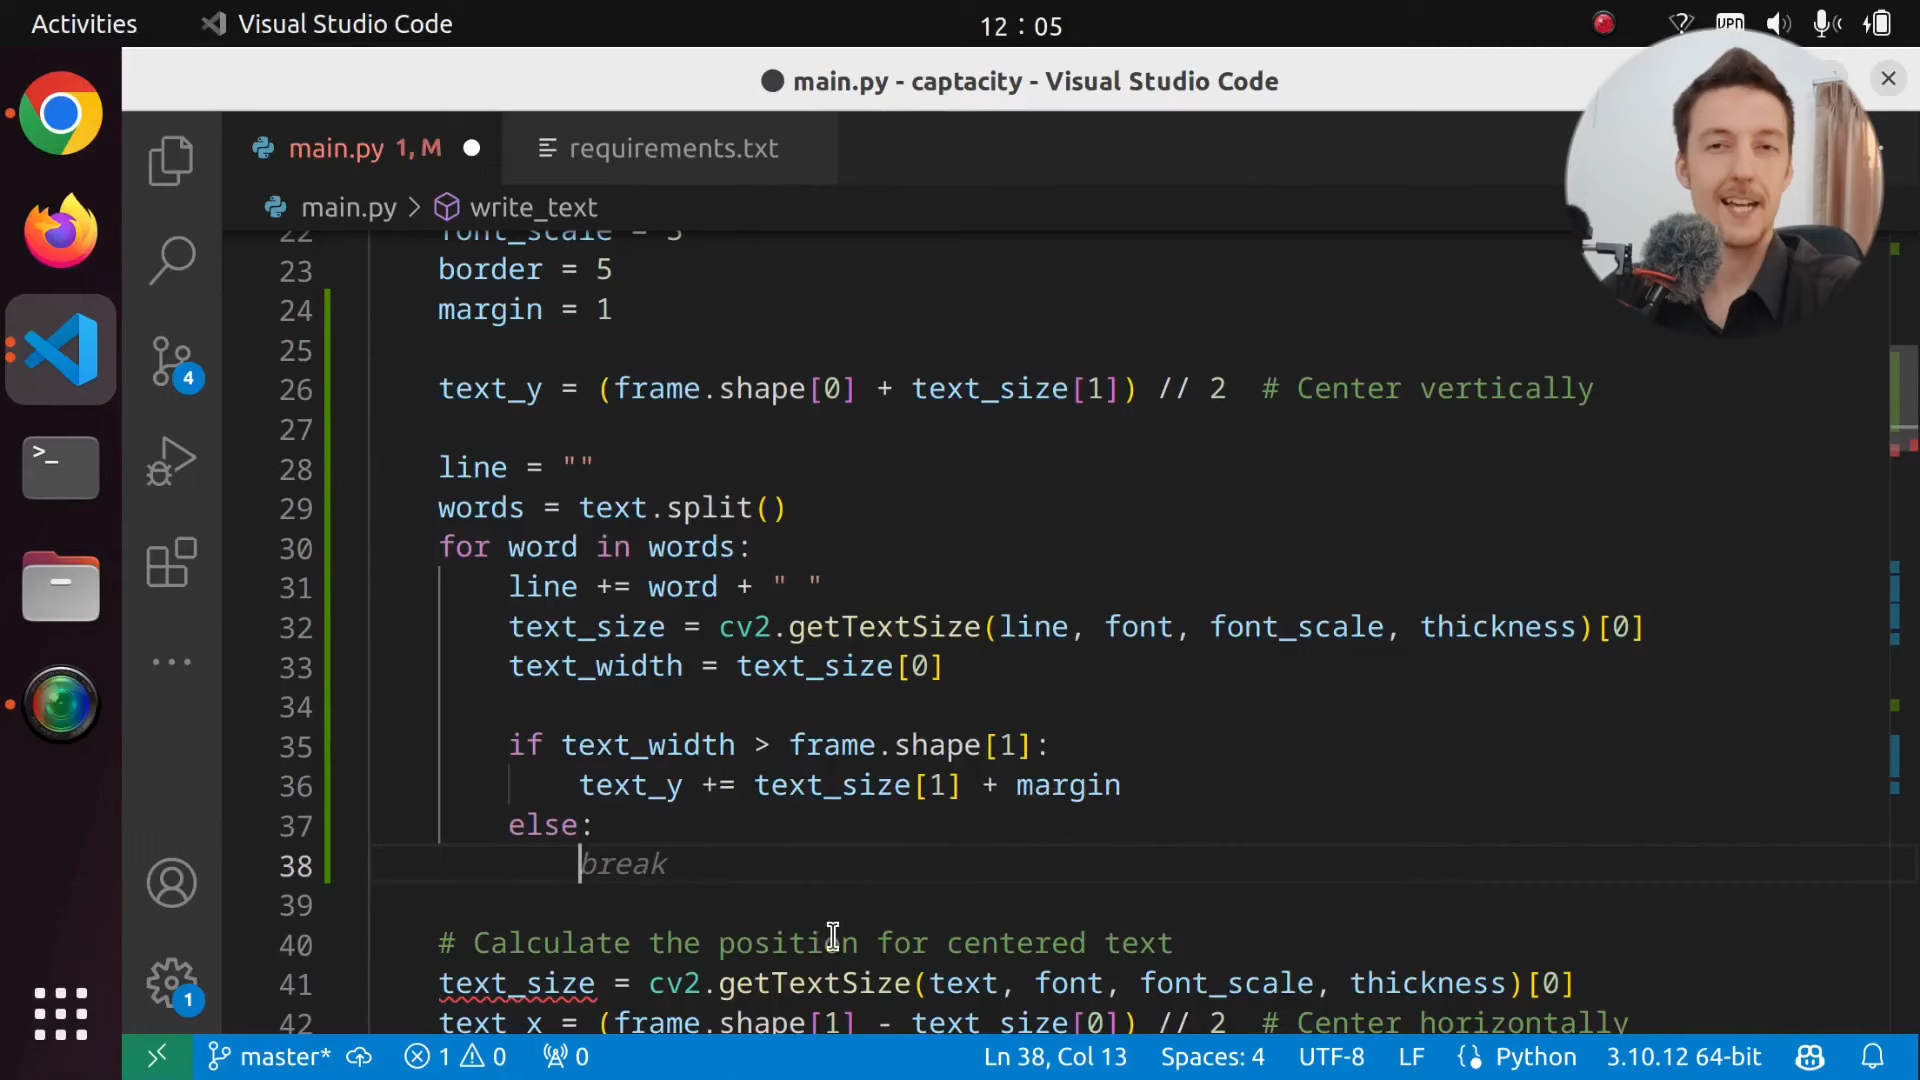 Activities Visual Studio Code 12 : 05 VPN
main.py - captacity - Visual Studio Code
main.py 1, M requirements.txt
main.py > write_text
22 font_scale = 3
23 border = 5
24 margin = 1
25
26 text_y = (frame.shape[0] + text_size[1]) // 2 # Center vertically
27
28 line = ""
29 words = text.split()
30 for word in words:
31 line += word + " "
32 text_size = cv2.getTextSize(line, font, font_scale, thickness)[0]
33 text_width = text_size[0]
34
35 if text_width > frame.shape[1]:
36 text_y += text_size[1] + margin
37 else:
38 break
39
40 # Calculate the position for centered text
41 text_size = cv2.getTextSize(text, font, font_scale, thickness)[0]
42 text_x = (frame.shape[1] - text_size[0]) // 2 # Center horizontally
4
>_
1
master* 1 0 0 Ln 38, Col 13 Spaces: 4 UTF-8 LF Python 3.10.12 64-bit